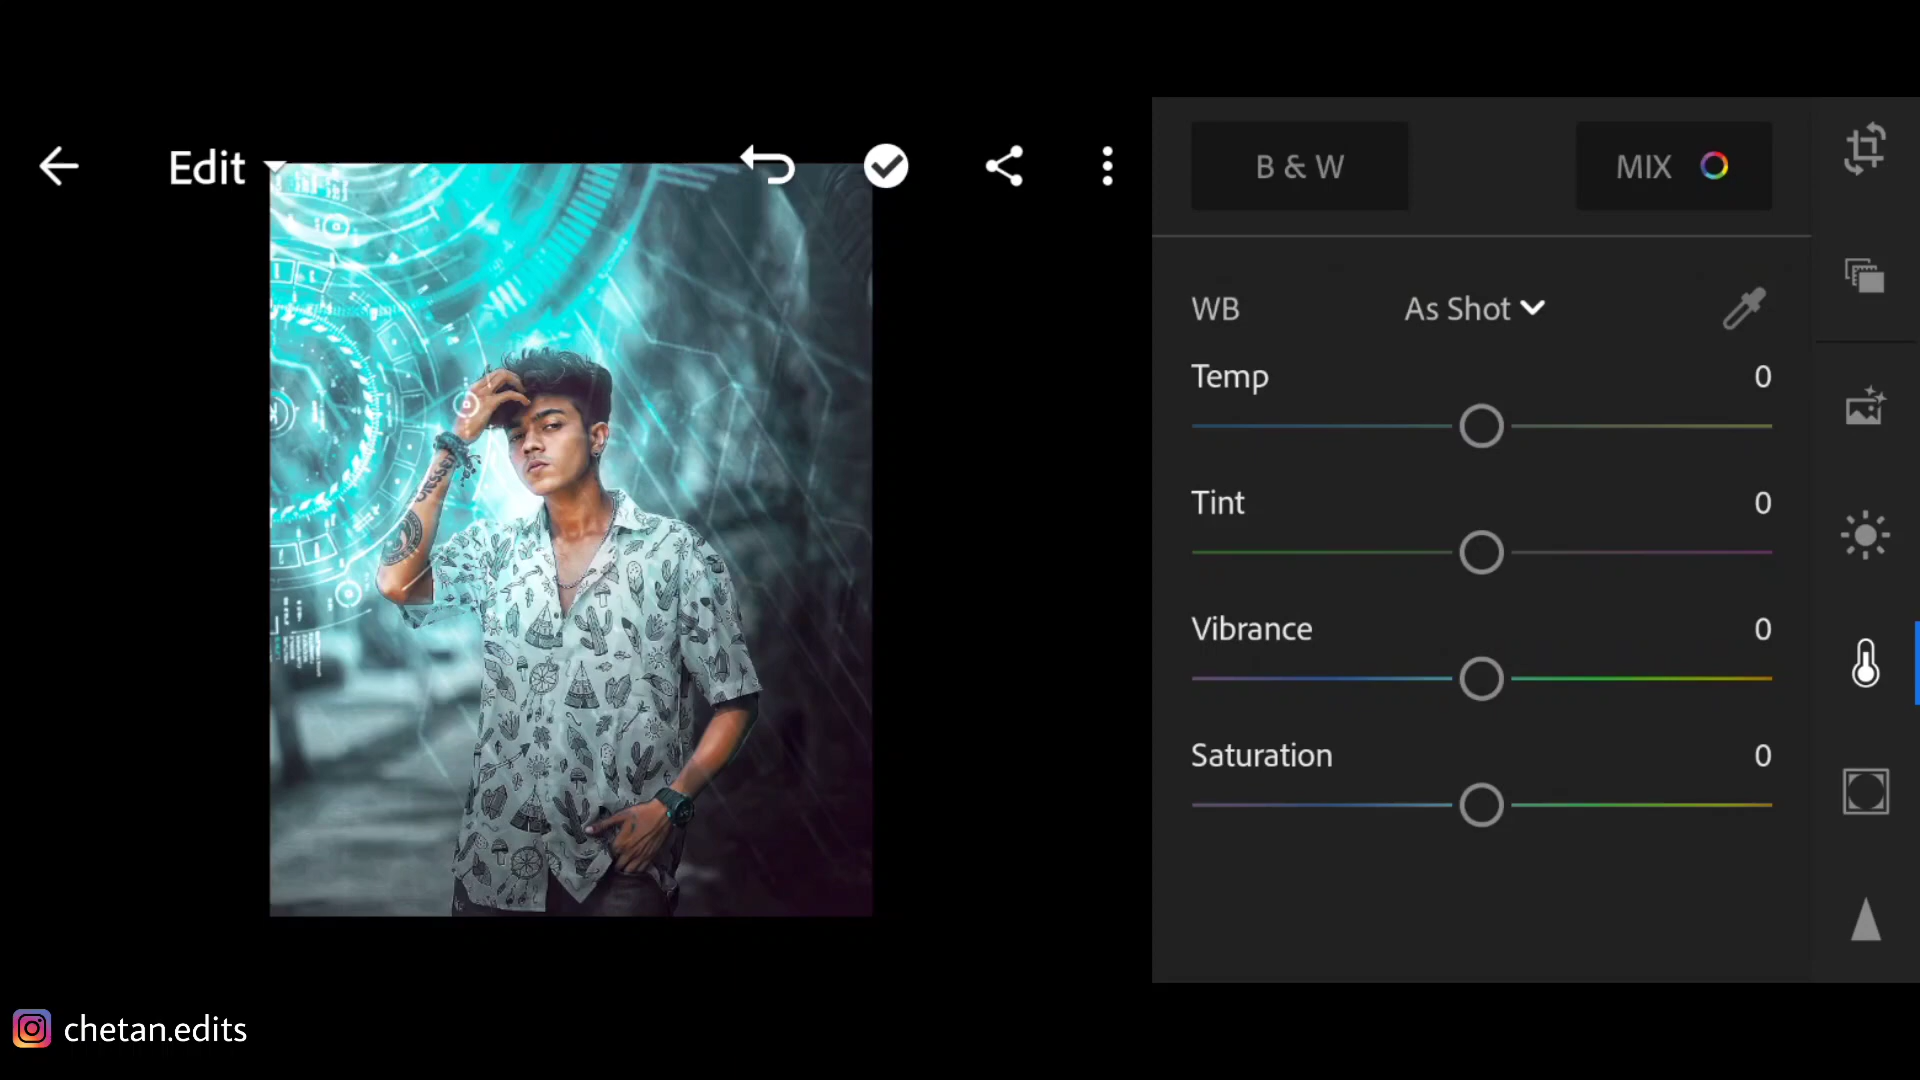 Edit
B & W
MIX
WB
As Shot
Temp
0
Tint
0
Vibrance
0
Saturation
0
chetan.edits